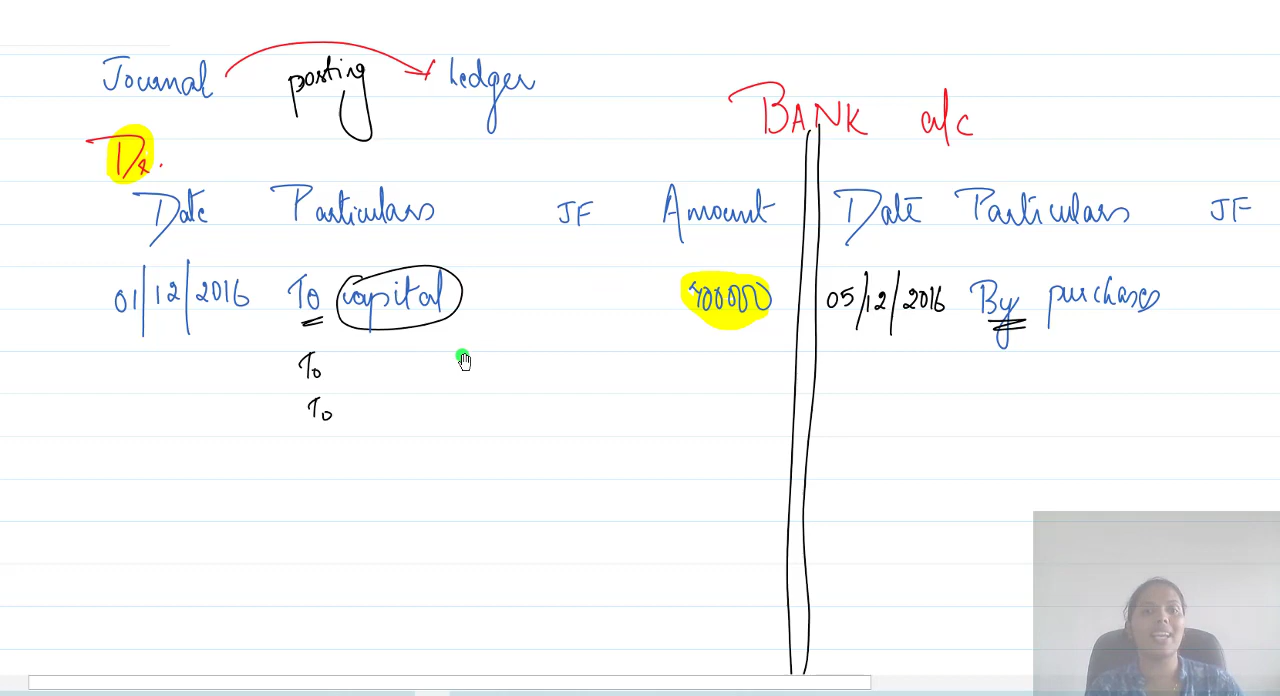 Journal posting Ledger
BANK a/c
Dr.
Date Particulars JF Amount Date Particulars JF
01/12/2016 To capital 05/12/2016 By purchases
To
To